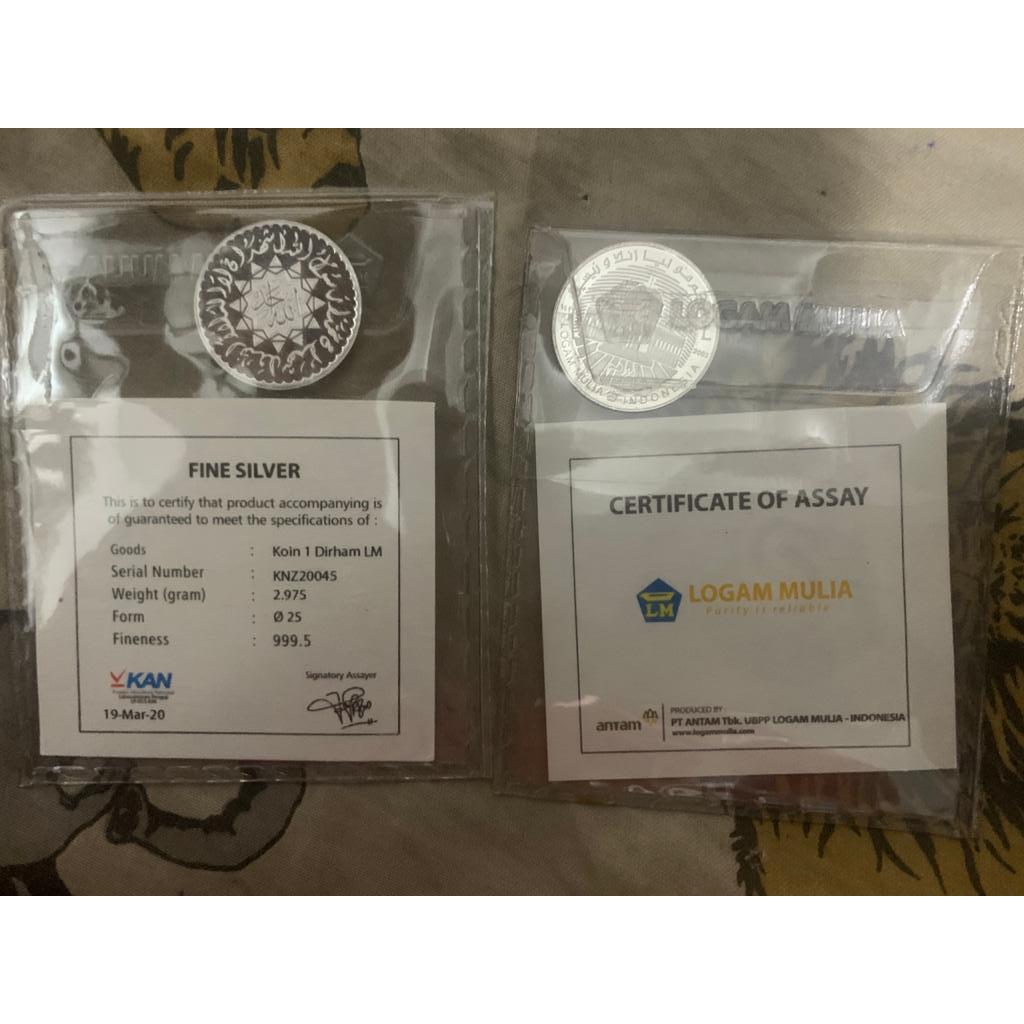 FINE SILVER
This is to certify that product accompanying is
of guaranteed to meet the specifications of :
Goods : Koin 1 Dirham LM
Serial Number : KNZ20045
Weight (gram) : 2.975
Form : Ø 25
Fineness : 999.5
KAN
Signatory Assayer
19-Mar-20
LOGAM MULIA
LOGAM MULIA INDONESIA
CERTIFICATE OF ASSAY
LM
LOGAM MULIA
Purity is reliable
antam
PRODUCED BY :
PT ANTAM Tbk. UBPP LOGAM MULIA - INDONESIA
www.logammulia.com